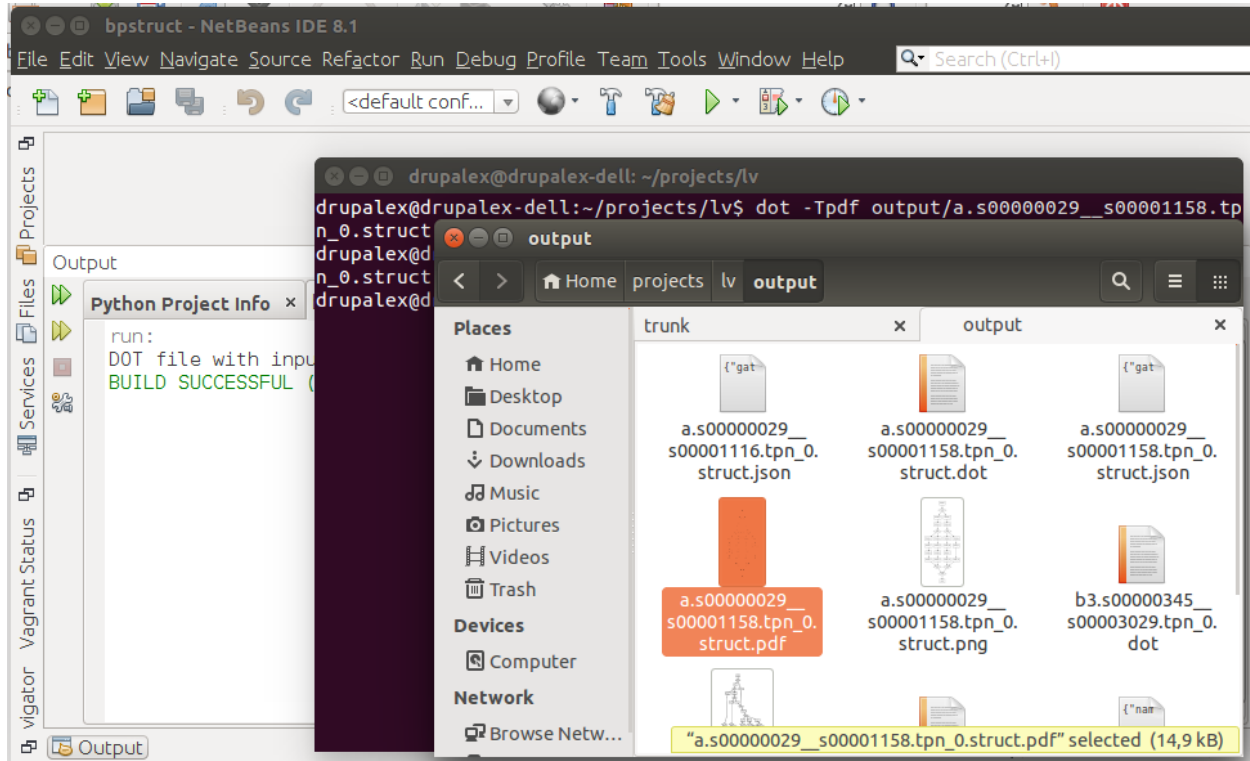 bpstruct - NetBeans IDE 8.1
File Edit View Navigate Source Refactor Run Debug Profile Team Tools Window Help
Search (Ctrl+I)
<default conf...
Projects
Files
Services
Vagrant Status
vigator
Output
Python Project Info ×
run:
DOT file with inpu
BUILD SUCCESSFUL (
Output
drupalex@drupalex-dell: ~/projects/lv
drupalex@drupalex-dell:~/projects/lv$ dot -Tpdf output/a.s00000029__s00001158.tp
n_0.struct
drupalex@d
n_0.struct
drupalex@d
output
Home projects lv output
Places
Home
Desktop
Documents
Downloads
Music
Pictures
Videos
Trash
Devices
Computer
Network
Browse Netw...
trunk × output ×
{"gat
{"gat
a.s00000029__
s00001116.tpn_0.
struct.json
a.s00000029__
s00001158.tpn_0.
struct.dot
a.s00000029__
s00001158.tpn_0.
struct.json
a.s00000029__
s00001158.tpn_0.
struct.pdf
a.s00000029__
s00001158.tpn_0.
struct.png
b3.s00000345__
s00003029.tpn_0.
dot
{"nam
"a.s00000029__s00001158.tpn_0.struct.pdf" selected (14,9 kB)